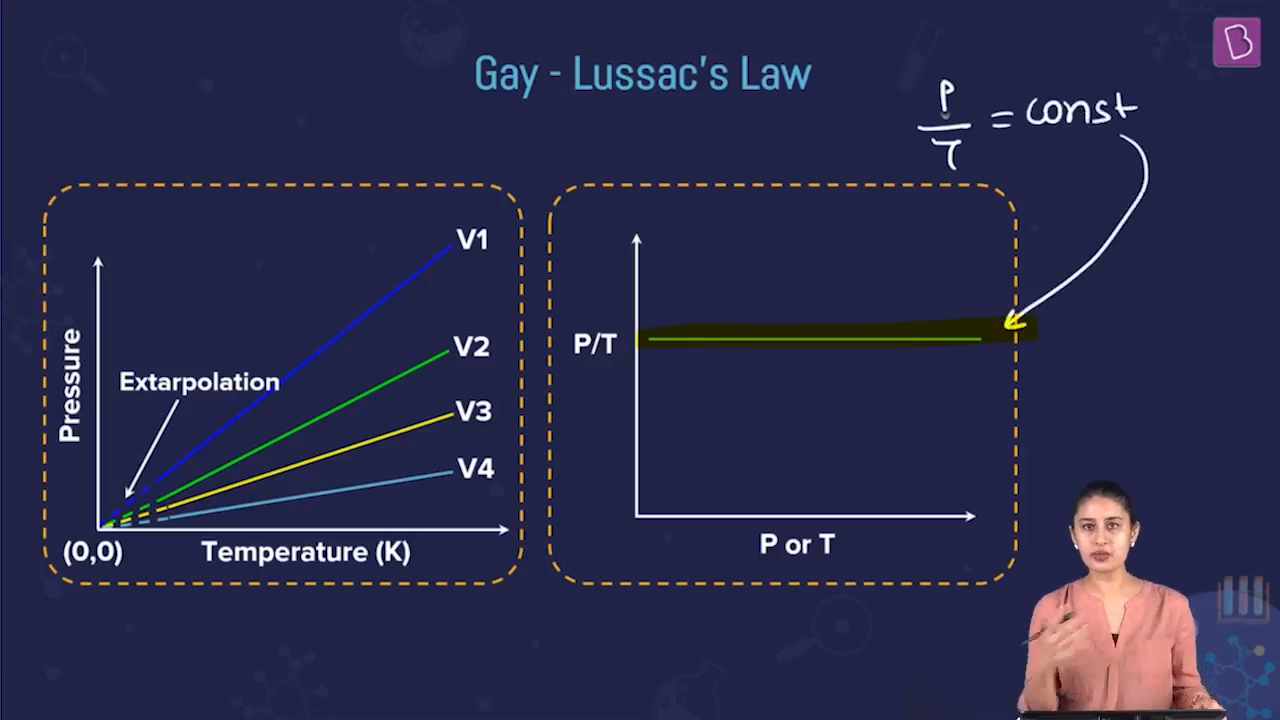 Gay - Lussac's Law
P
T
= const
V1
V2
Extarpolation
V3
V4
Pressure
(0,0)
Temperature (K)
P/T
P or T
B